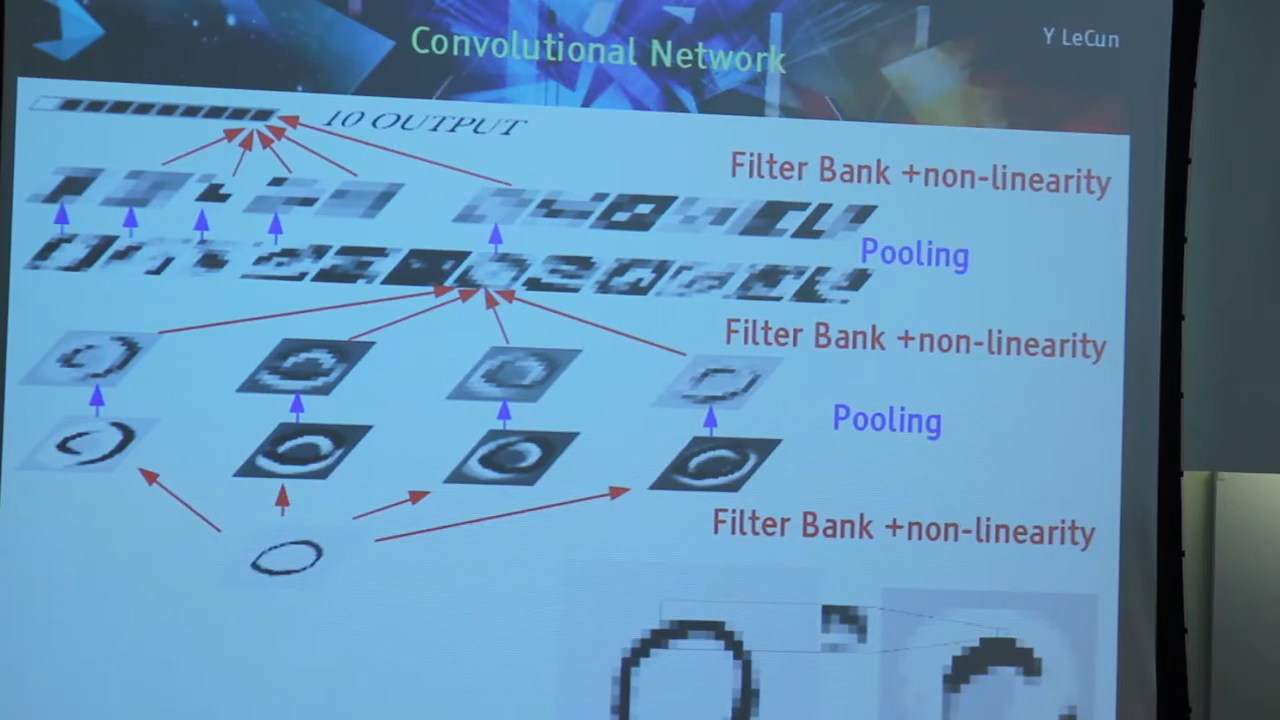 Convolutional Network
Y LeCun
10 OUTPUT
Filter Bank +non-linearity
Pooling
Filter Bank +non-linearity
Pooling
Filter Bank +non-linearity